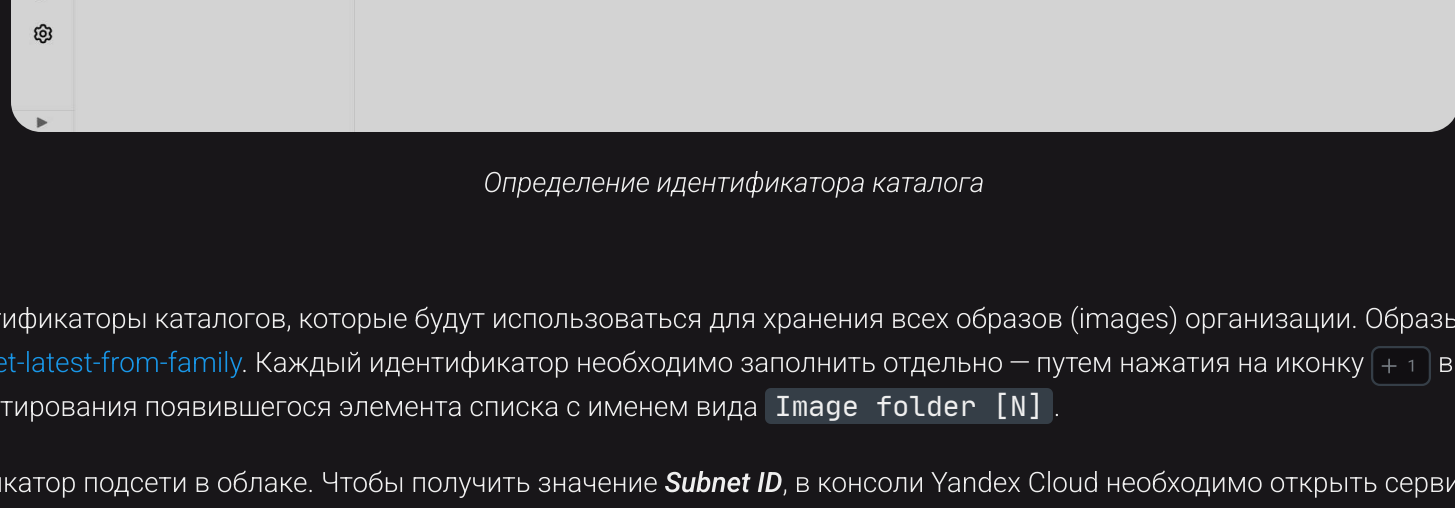 Определение идентификатора каталога
тификаторы каталогов, которые будут использоваться для хранения всех образов (images) организации. Образы
et-latest-from-family. Каждый идентификатор необходимо заполнить отдельно — путем нажатия на иконку + 1 в
тирования появившегося элемента списка с именем вида Image folder [N].
икатор подсети в облаке. Чтобы получить значение Subnet ID, в консоли Yandex Cloud необходимо открыть серви